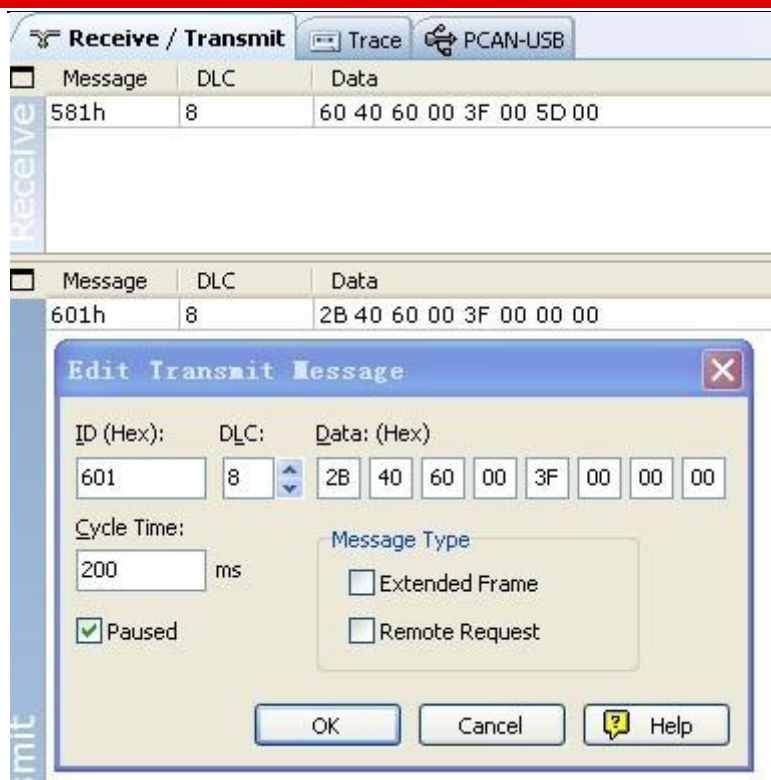 Receive / Transmit Trace PCAN-USB
Message DLC Data
581h 8 60 40 60 00 3F 00 5D 00
Receive
Message DLC Data
601h 8 2B 40 60 00 3F 00 00 00
Edit Transmit Message
ID (Hex): DLC: Data: (Hex)
601 8 2B 40 60 00 3F 00 00 00
Cycle Time:
200 ms
Message Type
Extended Frame
Paused
Remote Request
OK Cancel Help
smit